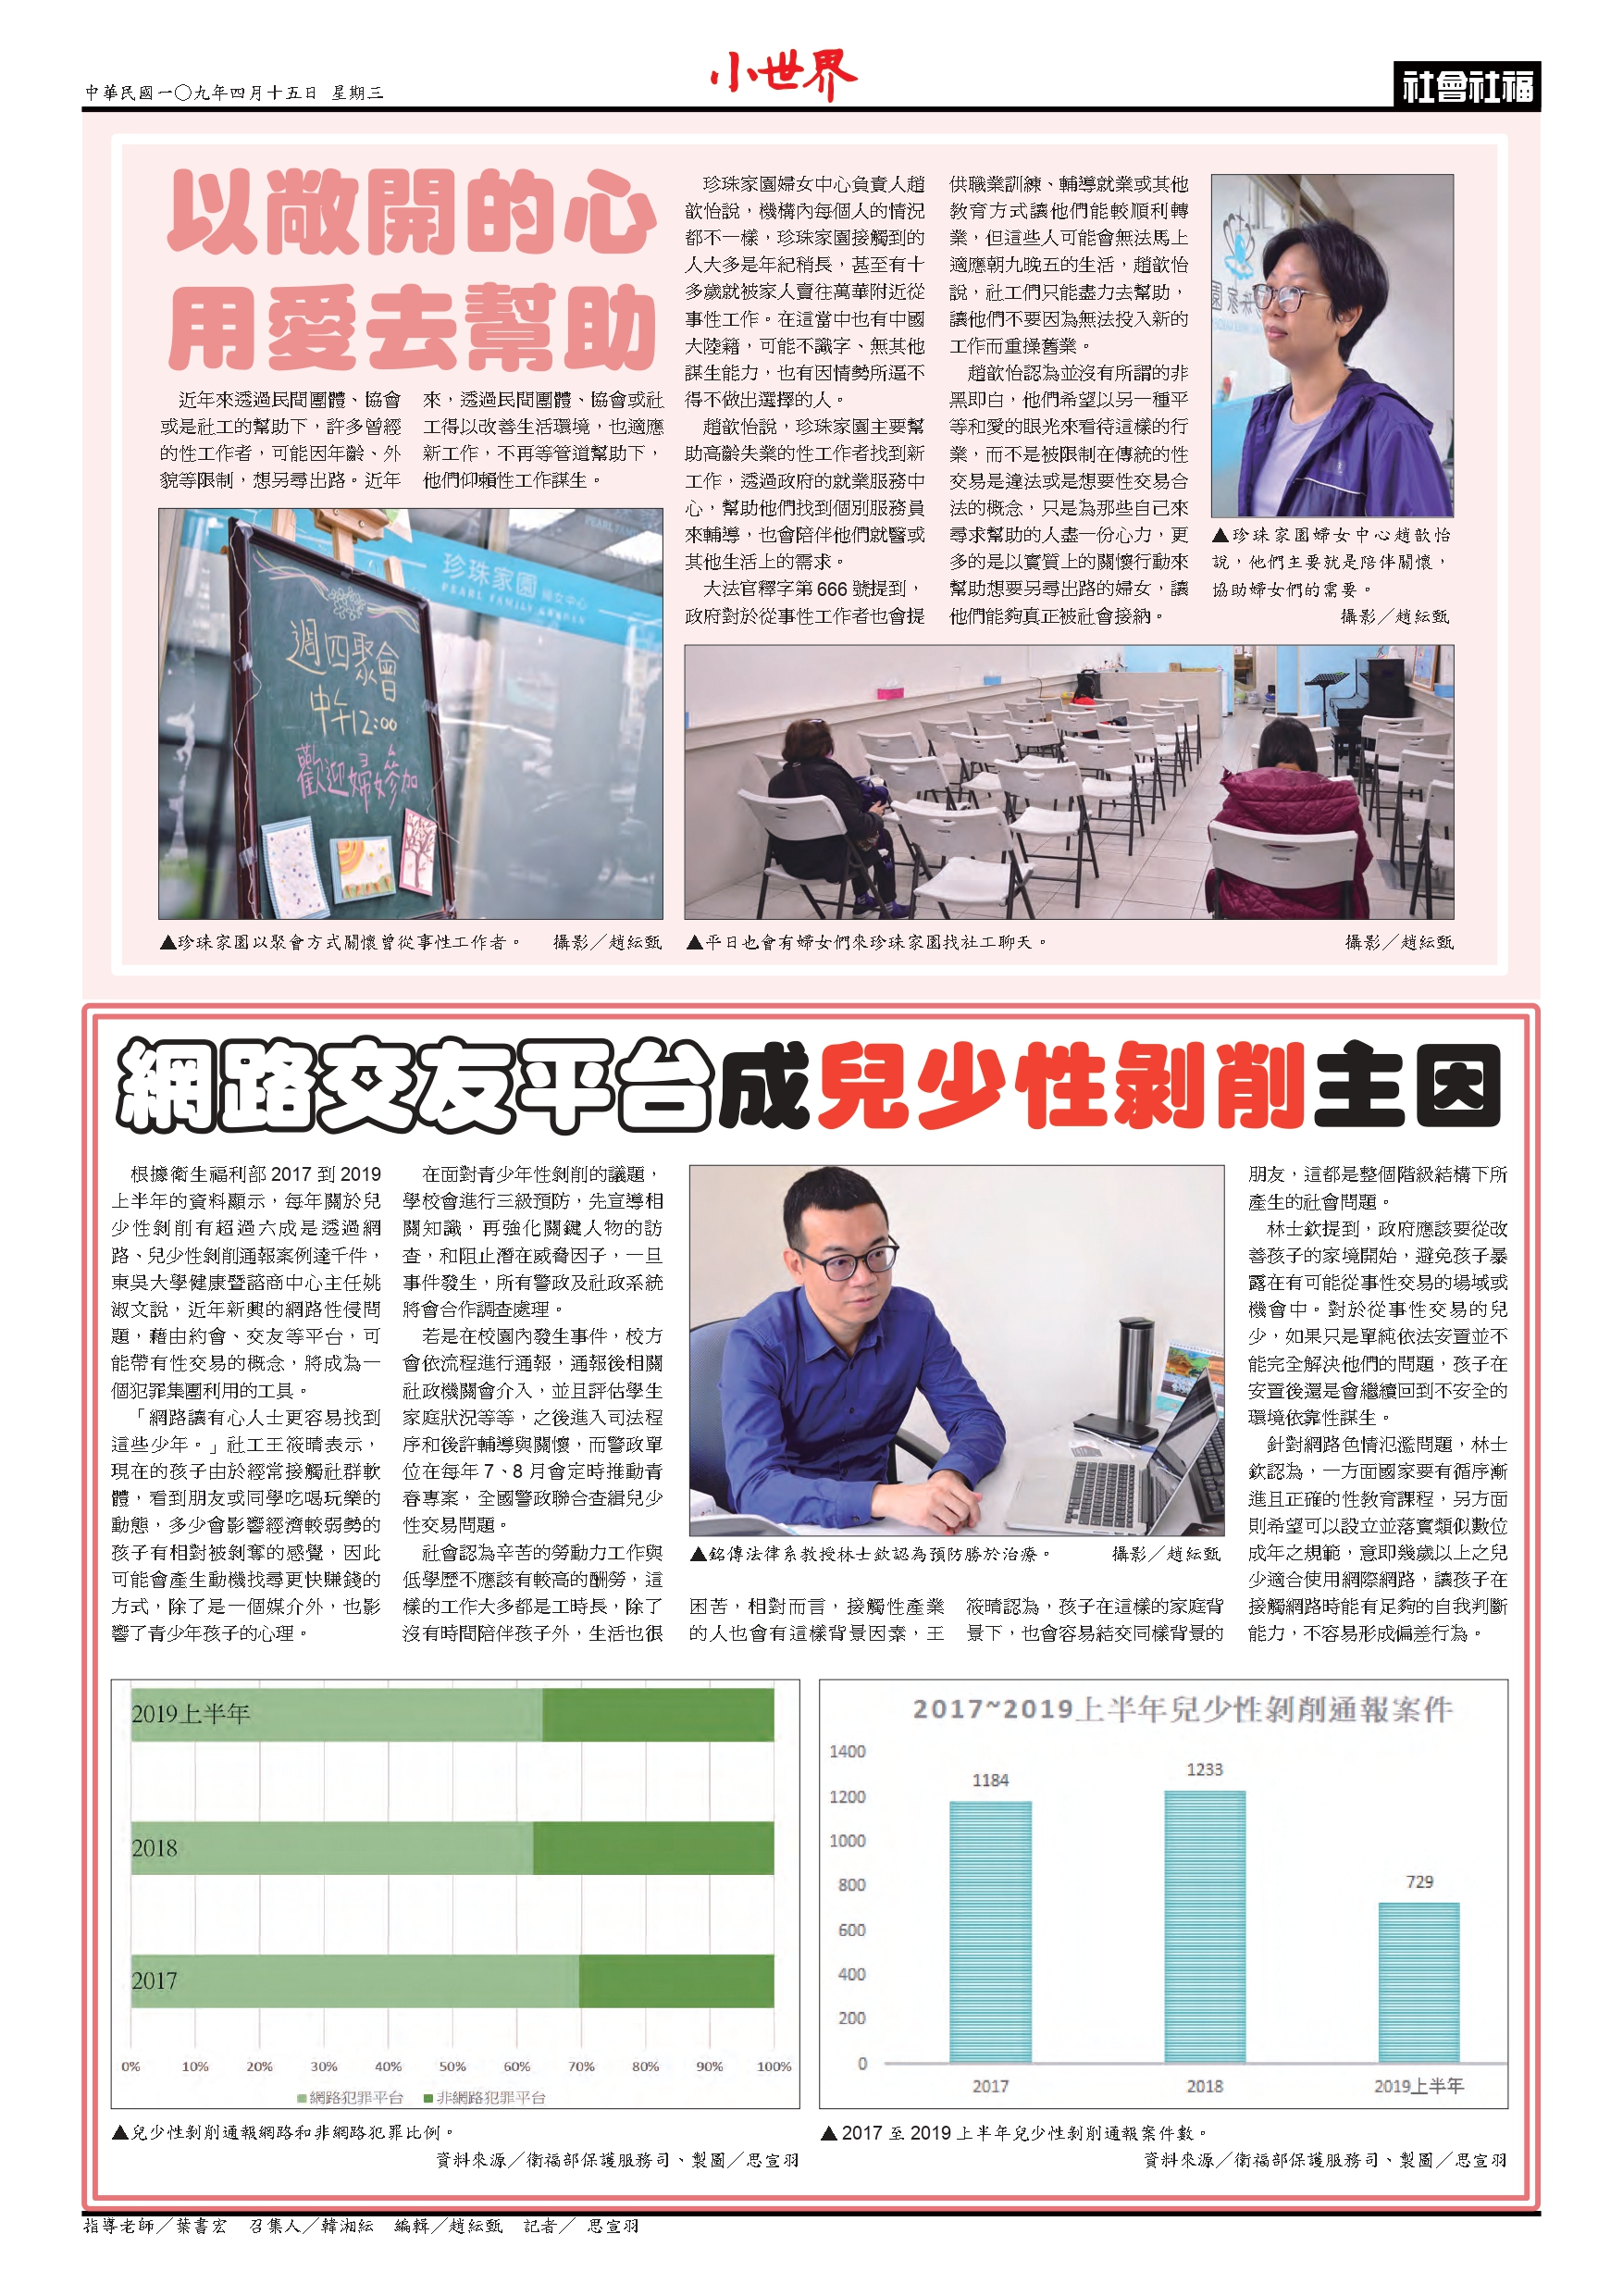 中華民國一〇九年四月十五日 星期三
小世界
社會社福
以敞開的心
用愛去幫助
近年來透過民間團體、協會
或是社工的幫助下，許多曾經
的性工作者，可能因年齡、外
貌等限制，想另尋出路。近年
來，透過民間團體、協會或社
工得以改善生活環境，也適應
新工作，不再等管道幫助下，
他們仰賴性工作謀生。
珍珠家園婦女中心負責人趙
歆怡說，機構內每個人的情況
都不一樣，珍珠家園接觸到的
人大多是年紀稍長，甚至有十
多歲就被家人賣往萬華附近從
事性工作。在這當中也有中國
大陸籍，可能不識字、無其他
謀生能力，也有因情勢所逼不
得不做出選擇的人。
趙歆怡說，珍珠家園主要幫
助高齡失業的性工作者找到新
工作，透過政府的就業服務中
心，幫助他們找到個別服務員
來輔導，也會陪伴他們就醫或
其他生活上的需求。
大法官釋字第 666 號提到，
政府對於從事性工作者也會提
供職業訓練、輔導就業或其他
教育方式讓他們能較順利轉
業，但這些人可能會無法馬上
適應朝九晚五的生活，趙歆怡
說，社工們只能盡力去幫助，
讓他們不要因為無法投入新的
工作而重操舊業。
趙歆怡認為並沒有所謂的非
黑即白，他們希望以另一種平
等和愛的眼光來看待這樣的行
業，而不是被限制在傳統的性
交易是違法或是想要性交易合
法的概念，只是為那些自己來
尋求幫助的人盡一份心力，更
多的是以實質上的關懷行動來
幫助想要另尋出路的婦女，讓
他們能夠真正被社會接納。
▲珍珠家園婦女中心趙歆怡
說，他們主要就是陪伴關懷，
協助婦女們的需要。
攝影／趙紜甄
珍珠家園 婦女中心
PEARL FAMILY GARDEN
週四聚會
中午12:00
歡迎婦女參加
▲珍珠家園以聚會方式關懷曾從事性工作者。 攝影／趙紜甄
▲平日也會有婦女們來珍珠家園找社工聊天。 攝影／趙紜甄
網路交友平台成兒少性剝削主因
根據衛生福利部 2017 到 2019
上半年的資料顯示，每年關於兒
少性剝削有超過六成是透過網
路、兒少性剝削通報案例達千件，
東吳大學健康暨諮商中心主任姚
淑文說，近年新興的網路性侵問
題，藉由約會、交友等平台，可
能帶有性交易的概念，將成為一
個犯罪集團利用的工具。
「網路讓有心人士更容易找到
這些少年。」社工王筱晴表示，
現在的孩子由於經常接觸社群軟
體，看到朋友或同學吃喝玩樂的
動態，多少會影響經濟較弱勢的
孩子有相對被剝奪的感覺，因此
可能會產生動機找尋更快賺錢的
方式，除了是一個媒介外，也影
響了青少年孩子的心理。
在面對青少年性剝削的議題，
學校會進行三級預防，先宣導相
關知識，再強化關鍵人物的訪
查，和阻止潛在威脅因子，一旦
事件發生，所有警政及社政系統
將會合作調查處理。
若是在校園內發生事件，校方
會依流程進行通報，通報後相關
社政機關會介入，並且評估學生
家庭狀況等等，之後進入司法程
序和後許輔導與關懷，而警政單
位在每年 7、8 月會定時推動青
春專案，全國警政聯合查緝兒少
性交易問題。
社會認為辛苦的勞動力工作與
低學歷不應該有較高的酬勞，這
樣的工作大多都是工時長，除了
沒有時間陪伴孩子外，生活也很
▲銘傳法律系教授林士欽認為預防勝於治療。 攝影／趙紜甄
困苦，相對而言，接觸性產業
的人也會有這樣背景因素，王
筱晴認為，孩子在這樣的家庭背
景下，也會容易結交同樣背景的
朋友，這都是整個階級結構下所
產生的社會問題。
林士欽提到，政府應該要從改
善孩子的家境開始，避免孩子暴
露在有可能從事性交易的場域或
機會中。對於從事性交易的兒
少，如果只是單純依法安置並不
能完全解決他們的問題，孩子在
安置後還是會繼續回到不安全的
環境依靠性謀生。
針對網路色情氾濫問題，林士
欽認為，一方面國家要有循序漸
進且正確的性教育課程，另方面
則希望可以設立並落實類似數位
成年之規範，意即幾歲以上之兒
少適合使用網際網路，讓孩子在
接觸網路時能有足夠的自我判斷
能力，不容易形成偏差行為。
2019上半年
2018
2017
0% 10% 20% 30% 40% 50% 60% 70% 80% 90% 100%
網路犯罪平台 非網路犯罪平台
▲兒少性剝削通報網路和非網路犯罪比例。
資料來源／衛福部保護服務司、製圖／思宣羽
2017~2019上半年兒少性剝削通報案件
1400
1200
1000
800
600
400
200
0
1184
1233
729
2017 2018 2019上半年
▲ 2017 至 2019 上半年兒少性剝削通報案件數。
資料來源／衛福部保護服務司、製圖／思宣羽
指導老師／葉書宏 召集人／韓湘紜 編輯／趙紜甄 記者／ 思宣羽